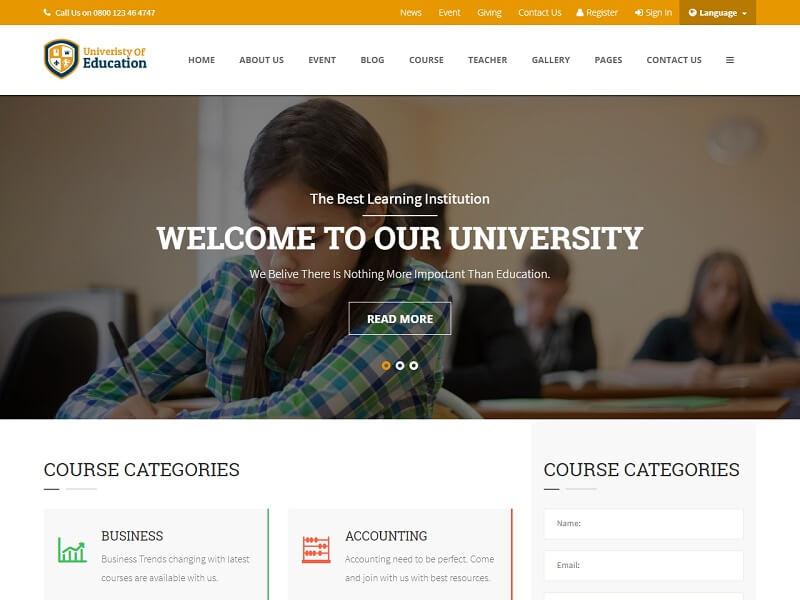 Call Us on 0800 123 46 4747
News Event Giving Contact Us Register Sign In Language
Univeristy Of
Education
HOME ABOUT US EVENT BLOG COURSE TEACHER GALLERY PAGES CONTACT US
The Best Learning Institution
WELCOME TO OUR UNIVERSITY
We Belive There Is Nothing More Important Than Education.
READ MORE
COURSE CATEGORIES
BUSINESS
Business Trends changing with latest
courses are available with us.
ACCOUNTING
Accounting need to be perfect. Come
and join with us with best resources.
COURSE CATEGORIES
Name:
Email: